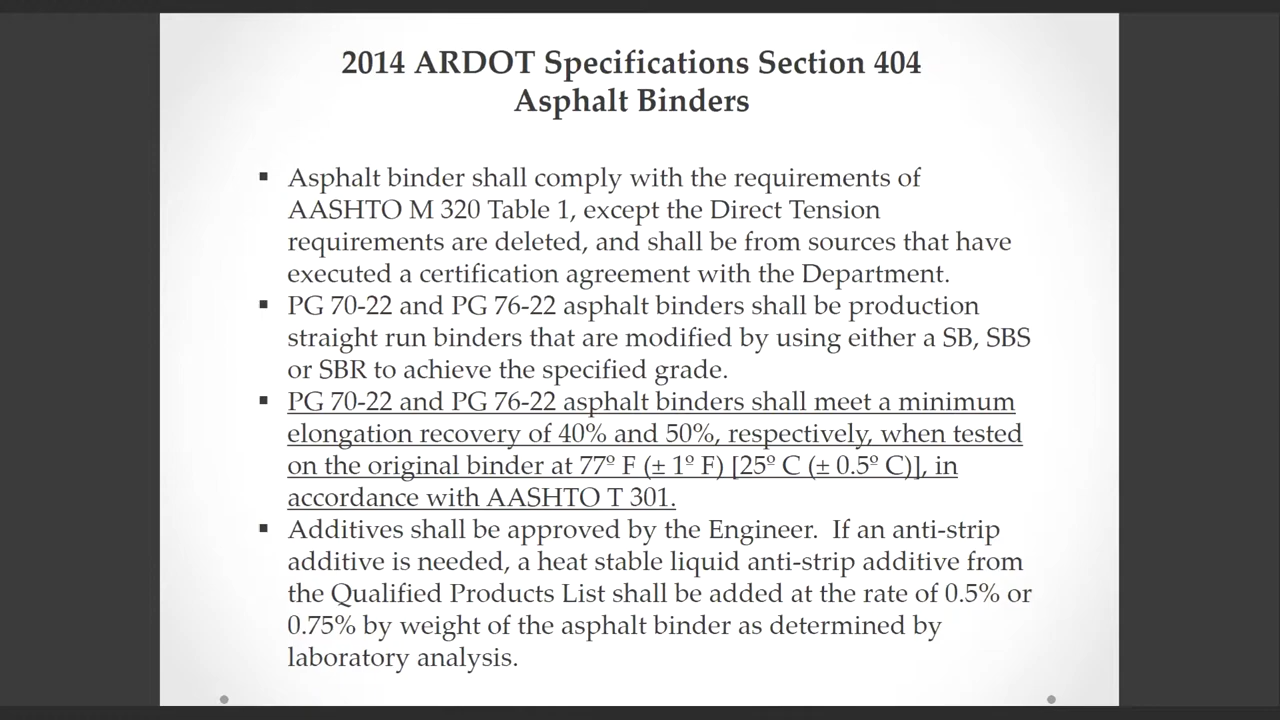 2014 ARDOT Specifications Section 404
Asphalt Binders
▪ Asphalt binder shall comply with the requirements of
AASHTO M 320 Table 1, except the Direct Tension
requirements are deleted, and shall be from sources that have
executed a certification agreement with the Department.
▪ PG 70-22 and PG 76-22 asphalt binders shall be production
straight run binders that are modified by using either a SB, SBS
or SBR to achieve the specified grade.
▪ PG 70-22 and PG 76-22 asphalt binders shall meet a minimum
elongation recovery of 40% and 50%, respectively, when tested
on the original binder at 77º F (± 1º F) [25º C (± 0.5º C)], in
accordance with AASHTO T 301.
▪ Additives shall be approved by the Engineer.  If an anti-strip
additive is needed, a heat stable liquid anti-strip additive from
the Qualified Products List shall be added at the rate of 0.5% or
0.75% by weight of the asphalt binder as determined by
laboratory analysis.